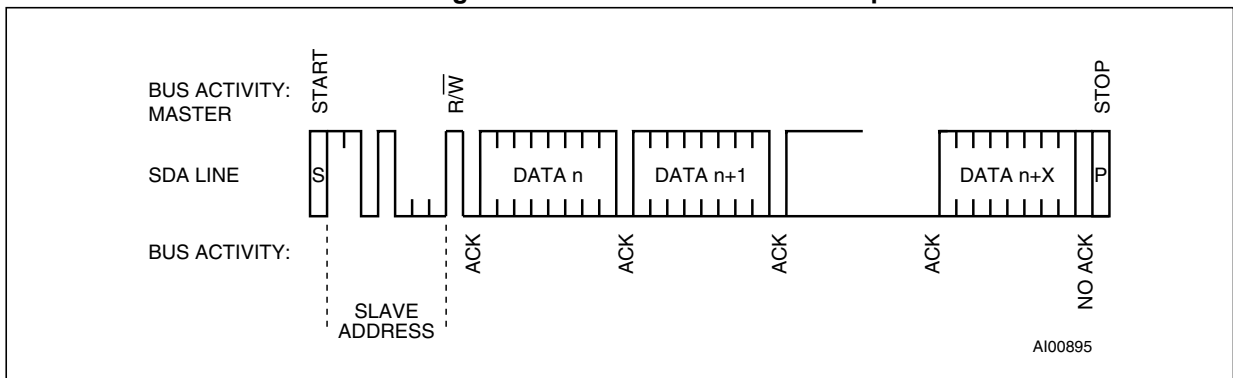 BUS ACTIVITY:
MASTER
START
R/W̅
STOP
SDA LINE
S
DATA n
DATA n+1
DATA n+X
P
BUS ACTIVITY:
ACK
ACK
ACK
ACK
NO ACK
SLAVE
ADDRESS
AI00895